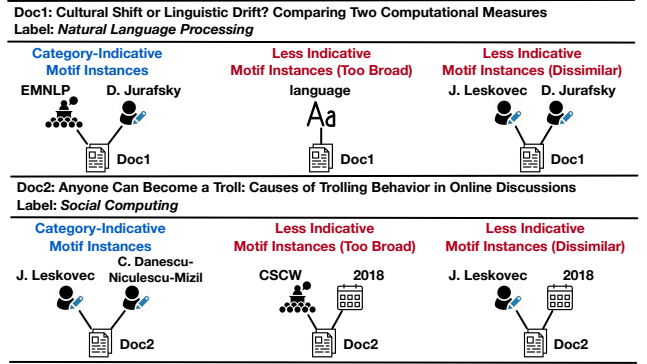 Doc1: Cultural Shift or Linguistic Drift? Comparing Two Computational Measures
Label: Natural Language Processing
Category-Indicative
Motif Instances
Less Indicative
Motif Instances (Too Broad)
Less Indicative
Motif Instances (Dissimilar)
EMNLP
D. Jurafsky
language
J. Leskovec
D. Jurafsky
Aa
Doc1
Doc1
Doc1
Doc2: Anyone Can Become a Troll: Causes of Trolling Behavior in Online Discussions
Label: Social Computing
Category-Indicative
Motif Instances
Less Indicative
Motif Instances (Too Broad)
Less Indicative
Motif Instances (Dissimilar)
J. Leskovec
C. Danescu-
Niculescu-Mizil
CSCW
2018
J. Leskovec
2018
Doc2
Doc2
Doc2